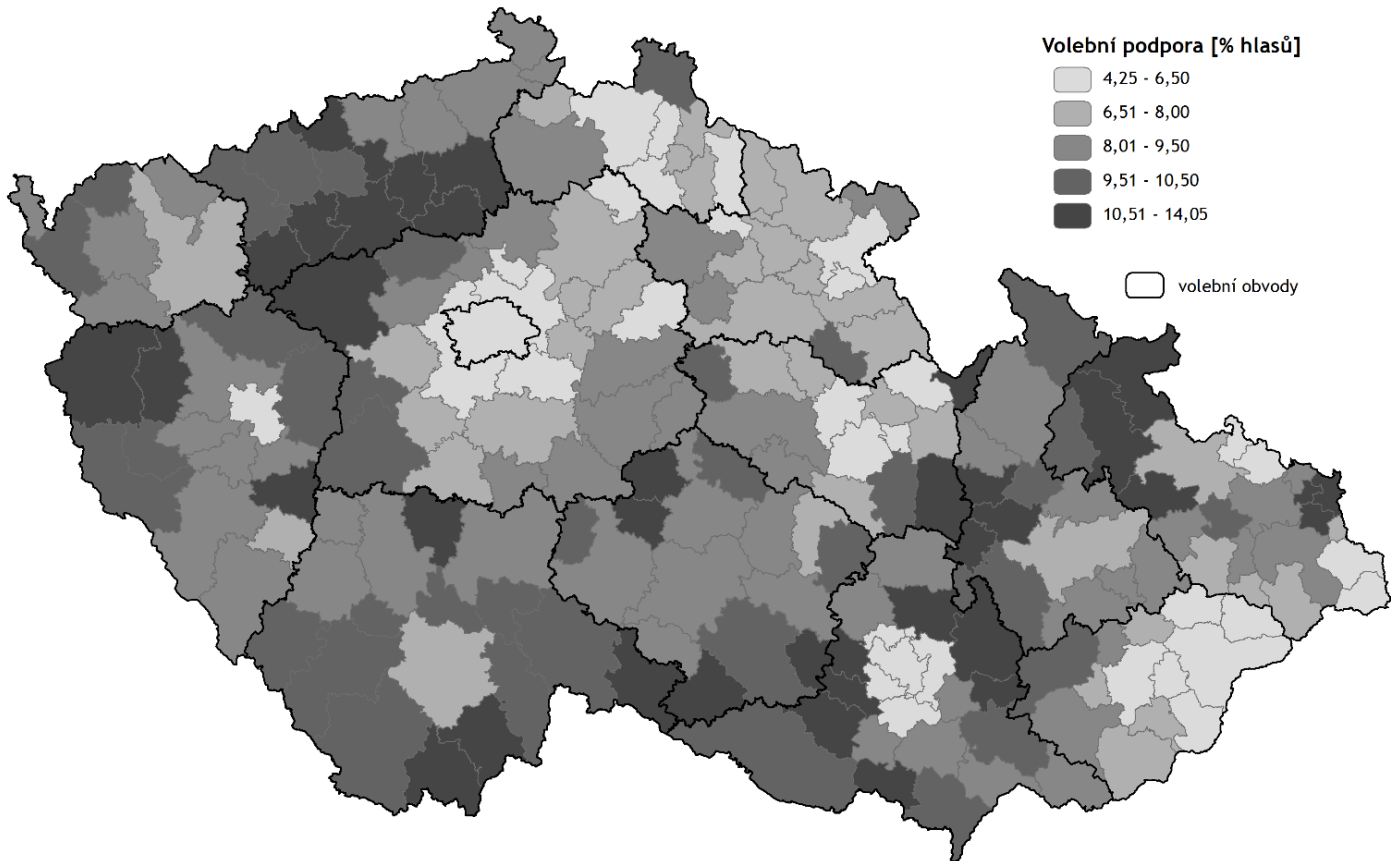 Volební podpora [% hlasů]
4,25 - 6,50
6,51 - 8,00
8,01 - 9,50
9,51 - 10,50
10,51 - 14,05
volební obvody